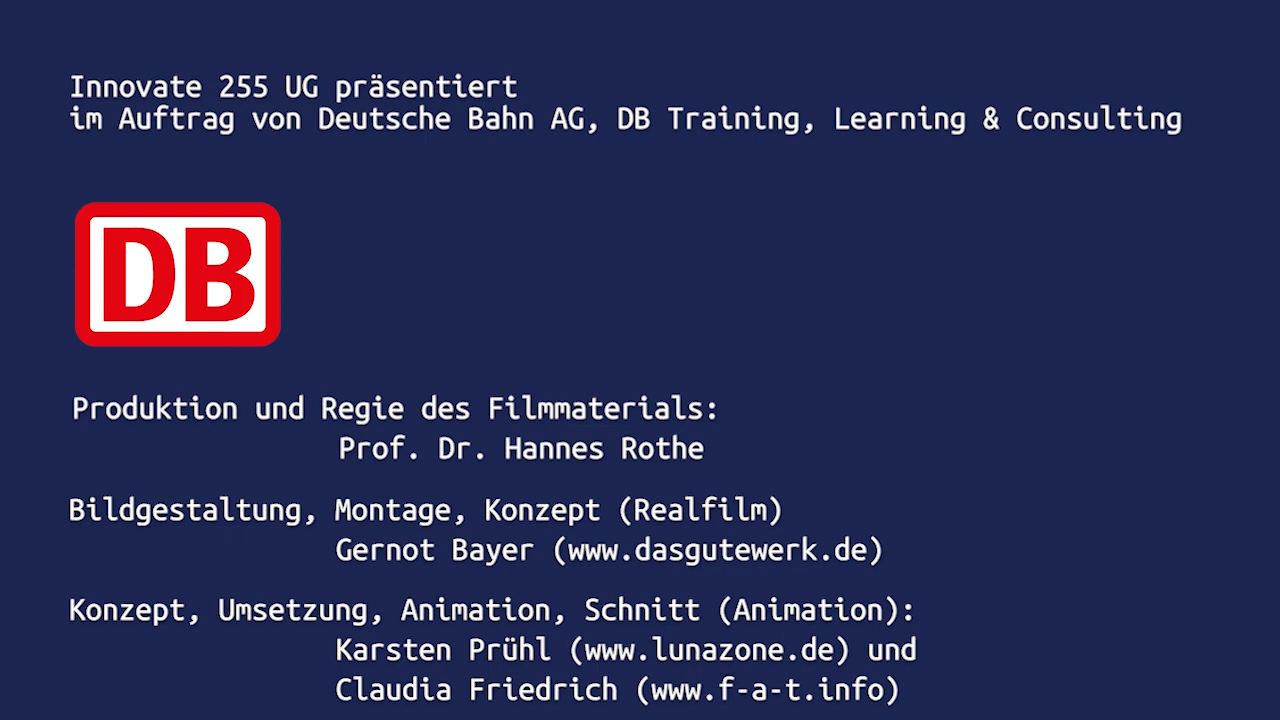 Innovate 255 UG präsentiert
im Auftrag von Deutsche Bahn AG, DB Training, Learning & Consulting
DB
Produktion und Regie des Filmmaterials:
Prof. Dr. Hannes Rothe
Bildgestaltung, Montage, Konzept (Realfilm)
Gernot Bayer (www.dasgutewerk.de)
Konzept, Umsetzung, Animation, Schnitt (Animation):
Karsten Prühl (www.lunazone.de) und
Claudia Friedrich (www.f-a-t.info)